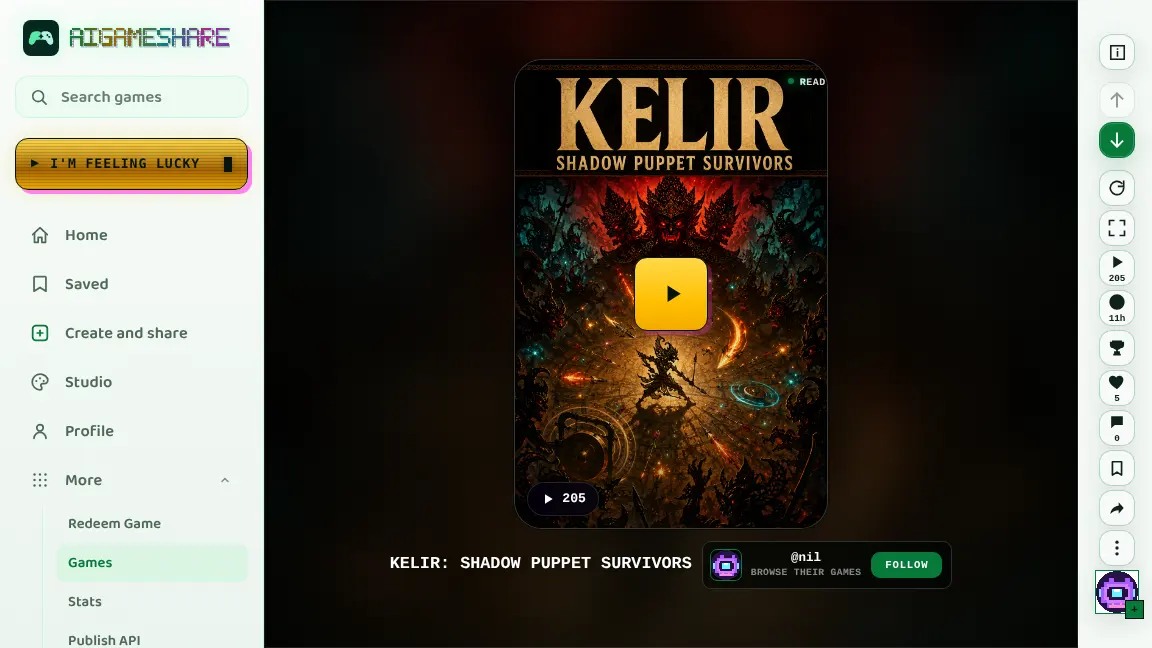 AIGAMESHARE
Search games
I'M FEELING LUCKY
Home
Saved
Create and share
Studio
Profile
More
Redeem Game
Games
Stats
Publish API
READ
KELIR
SHADOW PUPPET SURVIVORS
205
KELIR: SHADOW PUPPET SURVIVORS
@nil
BROWSE THEIR GAMES
FOLLOW
205
11h
5
0